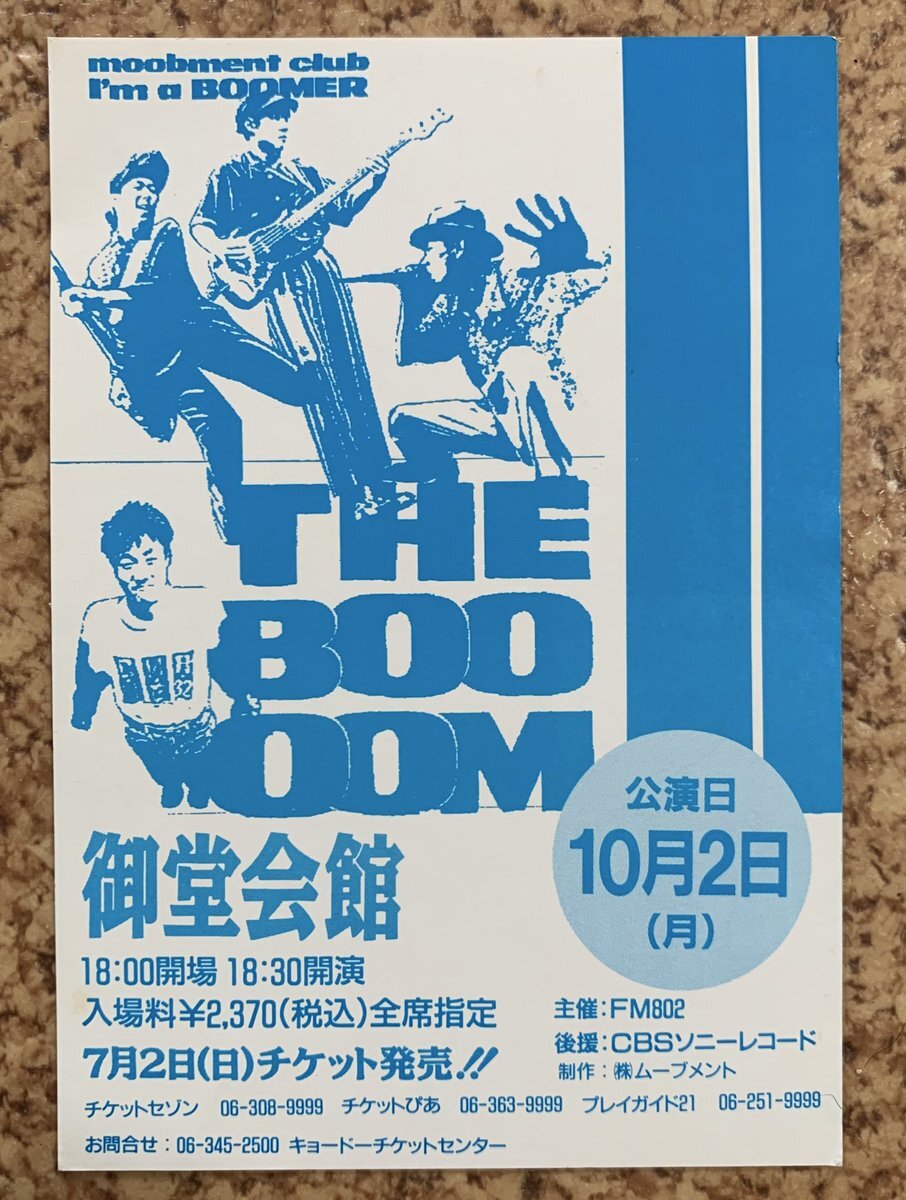 moobment club
I'm a BOOMER
THE
BOO
OOM
公演日
10月2日
(月)
御堂会館
18:00開場 18:30開演
入場料¥2,370(税込)全席指定
7月2日(日)チケット発売!!
主催:FM802
後援:CBSソニーレコード
制作:㈱ムーブメント
チケットセゾン 06-308-9999 チケットぴあ 06-363-9999 プレイガイド21 06-251-9999
お問合せ:06-345-2500 キョードーチケットセンター